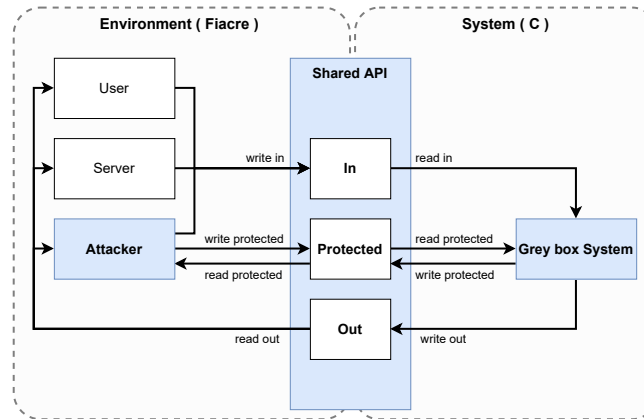 Environment ( Fiacre )
System ( C )
Shared API
User
Server
write in
In
read in
Attacker
write protected
read protected
Protected
read protected
write protected
Grey box System
read out
Out
write out